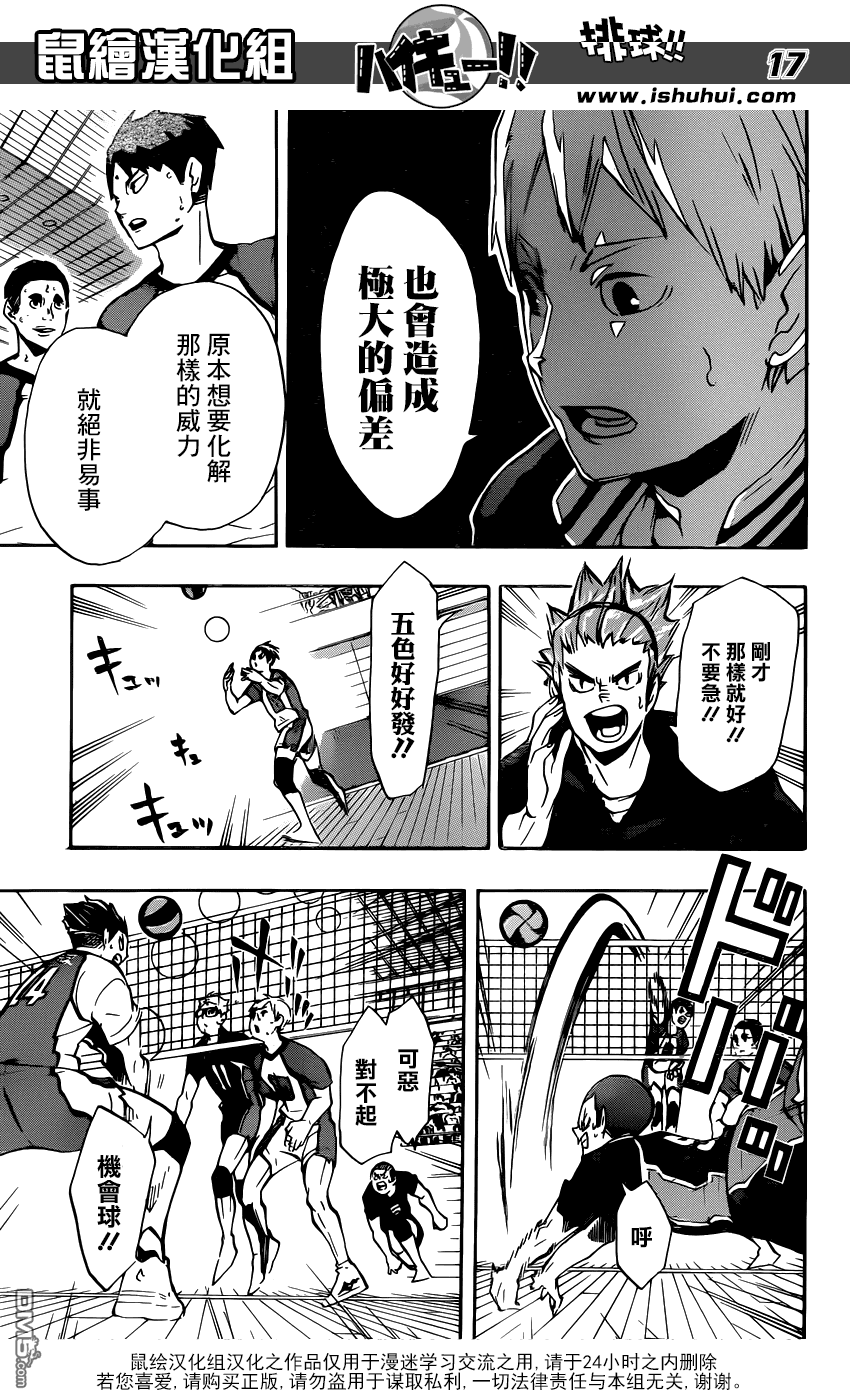 鼠繪漢化組
ハイキュー!!
排球!!
17
www.ishuhui.com
也會造成
極大的偏差
原本想要化解
那樣的威力
就絕非易事
剛才
那樣就好!!
不要急!!
五色好好發!!
キュッ
キュ
キュッ
ドドッ
呼
可惡
對不起
機會球!!
DM5
鼠绘汉化组汉化之作品仅用于漫迷学习交流之用, 请于24小时之内删除
若您喜爱, 请购买正版, 请勿盗用于谋取私利, 一切法律责任与本组无关, 谢谢。